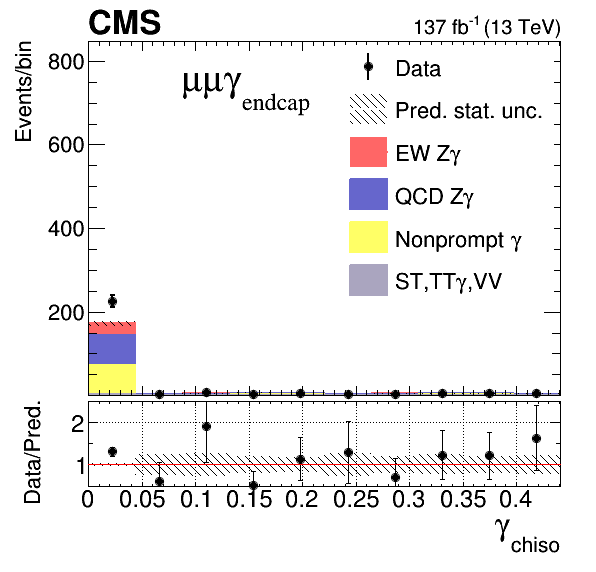 CMS 137 fb⁻¹ (13 TeV)
Events/bin
800
600
400
200
μμγ endcap
Data
Pred. stat. unc.
EW Zγ
QCD Zγ
Nonprompt γ
ST,TTγ,VV
Data/Pred.
2
1
0 0.05 0.1 0.15 0.2 0.25 0.3 0.35 0.4
γ chiso